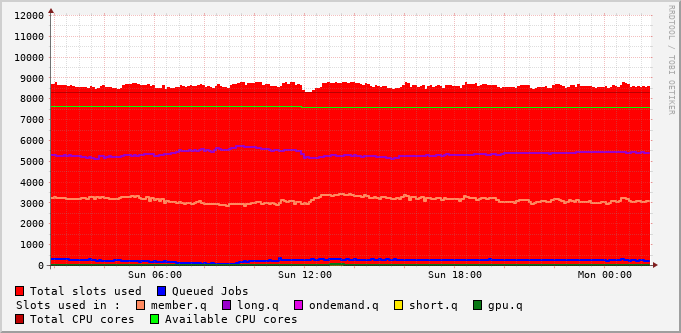 12000
11000
10000
9000
8000
7000
6000
5000
4000
3000
2000
1000
0
Sun 06:00 Sun 12:00 Sun 18:00 Mon 00:00
RRDTOOL / TOBI OETIKER
Total slots used Queued Jobs
Slots used in : member.q long.q ondemand.q short.q gpu.q
Total CPU cores Available CPU cores